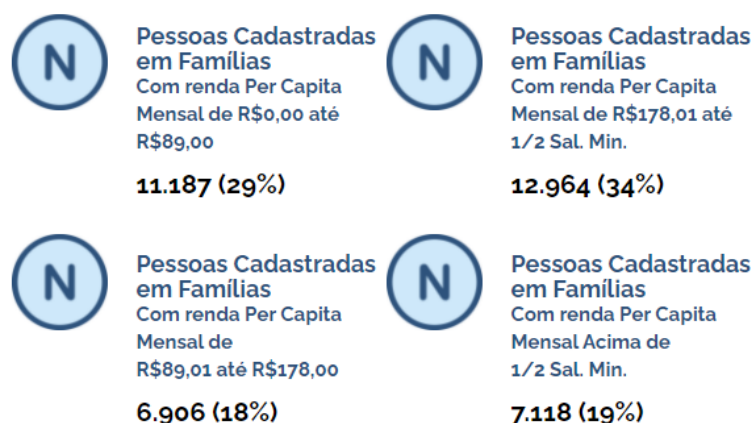 N
Pessoas Cadastradas
em Famílias
Com renda Per Capita
Mensal de R$0,00 até
R$89,00
11.187 (29%)
N
Pessoas Cadastradas
em Famílias
Com renda Per Capita
Mensal de R$178,01 até
1/2 Sal. Min.
12.964 (34%)
N
Pessoas Cadastradas
em Famílias
Com renda Per Capita
Mensal de
R$89,01 até R$178,00
6.906 (18%)
N
Pessoas Cadastradas
em Famílias
Com renda Per Capita
Mensal Acima de
1/2 Sal. Min.
7.118 (19%)